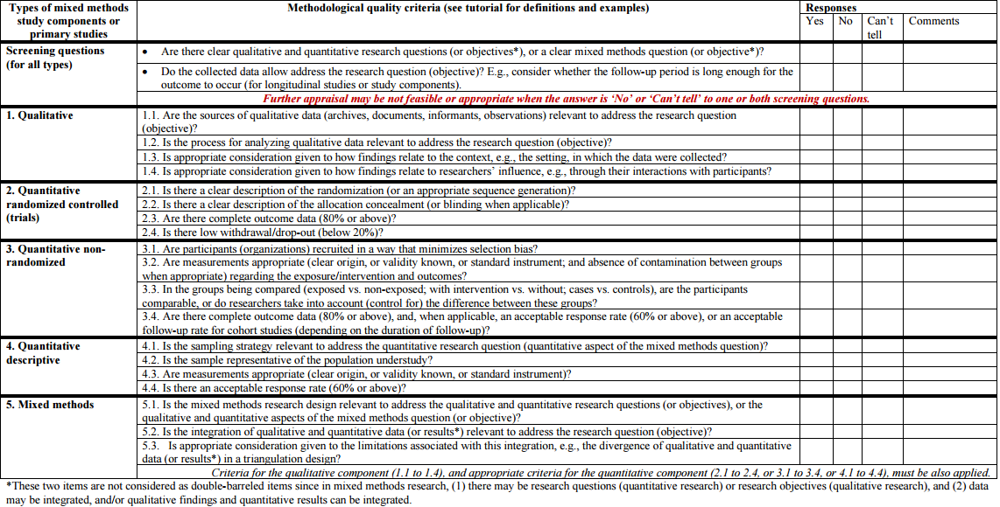 Types of mixed methods study components or primary studies
Methodological quality criteria (see tutorial for definitions and examples)
Responses
Yes
No
Can't tell
Comments
Screening questions (for all types)
• Are there clear qualitative and quantitative research questions (or objectives*), or a clear mixed methods question (or objective*)?
• Do the collected data allow address the research question (objective)? E.g., consider whether the follow-up period is long enough for the
outcome to occur (for longitudinal studies or study components).
Further appraisal may be not feasible or appropriate when the answer is 'No' or 'Can't tell' to one or both screening questions.
1. Qualitative
1.1. Are the sources of qualitative data (archives, documents, informants, observations) relevant to address the research question
(objective)?
1.2. Is the process for analyzing qualitative data relevant to address the research question (objective)?
1.3. Is appropriate consideration given to how findings relate to the context, e.g., the setting, in which the data were collected?
1.4. Is appropriate consideration given to how findings relate to researchers' influence, e.g., through their interactions with participants?
2. Quantitative
randomized controlled
(trials)
2.1. Is there a clear description of the randomization (or an appropriate sequence generation)?
2.2. Is there a clear description of the allocation concealment (or blinding when applicable)?
2.3. Are there complete outcome data (80% or above)?
2.4. Is there low withdrawal/drop-out (below 20%)?
3. Quantitative non-
randomized
3.1. Are participants (organizations) recruited in a way that minimizes selection bias?
3.2. Are measurements appropriate (clear origin, or validity known, or standard instrument; and absence of contamination between groups
when appropriate) regarding the exposure/intervention and outcomes?
3.3. In the groups being compared (exposed vs. non-exposed; with intervention vs. without; cases vs. controls), are the participants
comparable, or do researchers take into account (control for) the difference between these groups?
3.4. Are there complete outcome data (80% or above), and, when applicable, an acceptable response rate (60% or above), or an acceptable
follow-up rate for cohort studies (depending on the duration of follow-up)?
4. Quantitative
descriptive
4.1. Is the sampling strategy relevant to address the quantitative research question (quantitative aspect of the mixed methods question)?
4.2. Is the sample representative of the population understudy?
4.3. Are measurements appropriate (clear origin, or validity known, or standard instrument)?
4.4. Is there an acceptable response rate (60% or above)?
5. Mixed methods
5.1. Is the mixed methods research design relevant to address the qualitative and quantitative research questions (or objectives), or the
qualitative and quantitative aspects of the mixed methods question (or objective)?
5.2. Is the integration of qualitative and quantitative data (or results*) relevant to address the research question (objective)?
5.3. Is appropriate consideration given to the limitations associated with this integration, e.g., the divergence of qualitative and quantitative
data (or results*) in a triangulation design?
Criteria for the qualitative component (1.1 to 1.4), and appropriate criteria for the quantitative component (2.1 to 2.4, or 3.1 to 3.4, or 4.1 to 4.4), must be also applied.
*These two items are not considered as double-barreled items since in mixed methods research, (1) there may be research questions (quantitative research) or research objectives (qualitative research), and (2) data
may be integrated, and/or qualitative findings and quantitative results can be integrated.